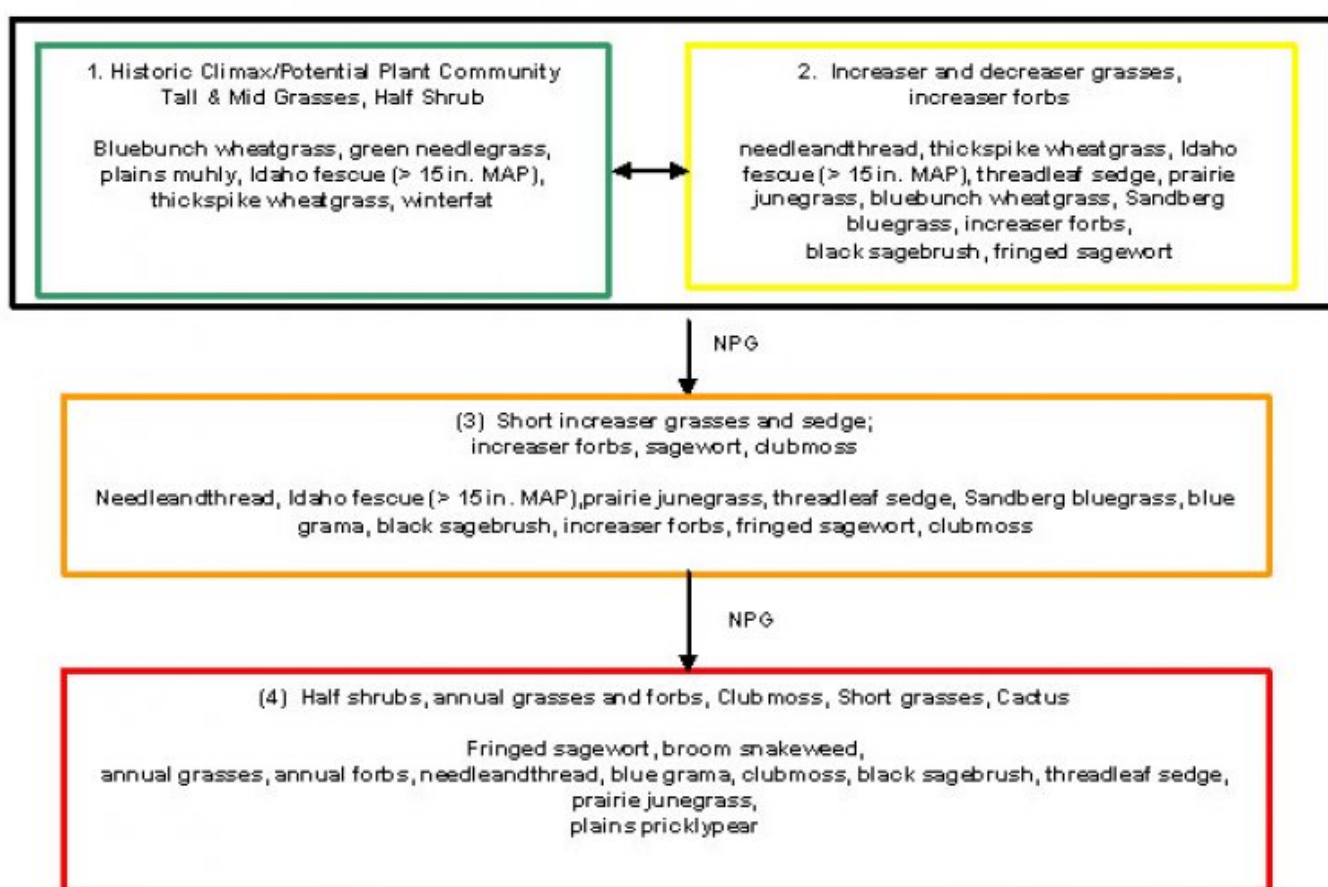 1. Historic Climax/Potential Plant Community
Tall & Mid Grasses, Half Shrub
Bluebunch wheatgrass, green needlegrass,
plains muhly, Idaho fescue (> 15 in. MAP),
thickspike wheatgrass, winterfat
2. Increaser and decreaser grasses,
increaser forbs
needleandthread, thickspike wheatgrass, Idaho
fescue (> 15 in. MAP), threadleaf sedge, prairie
junegrass, bluebunch wheatgrass, Sandberg
bluegrass, increaser forbs,
black sagebrush, fringed sagewort
NPG
(3) Short increaser grasses and sedge;
increaser forbs, sagewort, clubmoss
Needleandthread, Idaho fescue (> 15 in. MAP),prairie junegrass, threadleaf sedge, Sandberg bluegrass, blue
grama, black sagebrush, increaser forbs, fringed sagewort, clubmoss
NPG
(4) Half shrubs, annual grasses and forbs, Clubmoss, Short grasses, Cactus
Fringed sagewort, broom snakeweed,
annual grasses, annual forbs, needleandthread, blue grama, clubmoss, black sagebrush, threadleaf sedge,
prairie junegrass,
plains pricklypear